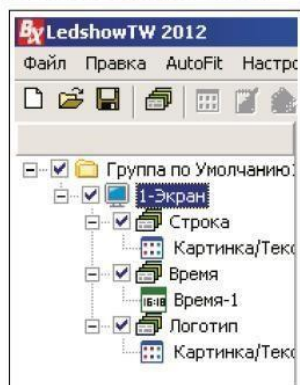 LedshowTW 2012
Файл Правка AutoFit Настро
Группа по Умолчанию1
1-Экран
Строка
Картинка/Текс
Время
16:18 Время-1
Логотип
Картинка/Текс